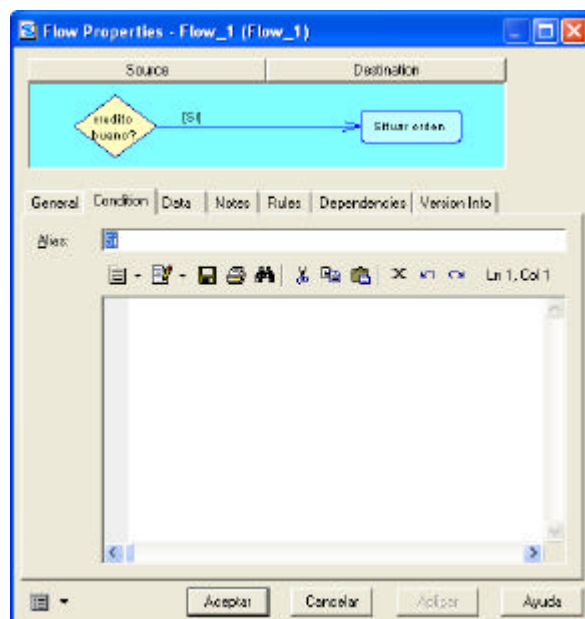 Flow Properties - Flow_1 (Flow_1)
Source Destination
credito
bueno?
[SI]
Situar orden
General Condition Data Notes Rules Dependencies Version Info
Alias: SI
Ln 1, Col 1
Aceptar Cancelar Aplicar Ayuda